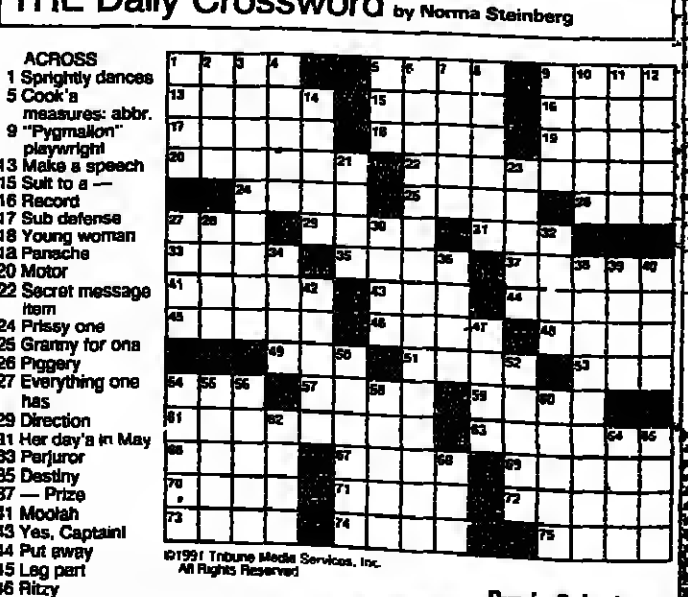 THE Daily Crossword by Norma Steinberg
ACROSS
1 Sprightly dances
5 Cook's
measures: abbr.
9 "Pygmalion"
playwright
13 Make a speech
15 Suit to a —
16 Record
17 Sub defense
18 Young woman
19 Panache
20 Motor
22 Secret message
item
24 Prissy one
25 Granny for one
26 Piggery
27 Everything one
has
29 Direction
31 Her day's in May
33 Perjuror
35 Destiny
37 — Prize
41 Moolah
43 Yes, Captain!
44 Put away
45 Leg part
46 Ritzy
1 2 3 4 5 6 7 8 9 10 11 12
13 14 15 16
17 18 19
20 21 22 23
24 25 26
27 28 29 30 31 32
33 34 35 36 37 38 39 40
41 42 43 44
45 46 47 48
49 50 51 52 53
54 55 56 57 58 59 60
61 62 63 64 65
66 67 68 69
70 71 72
73 74 75
©1991 Tribune Media Services, Inc.
All Rights Reserved